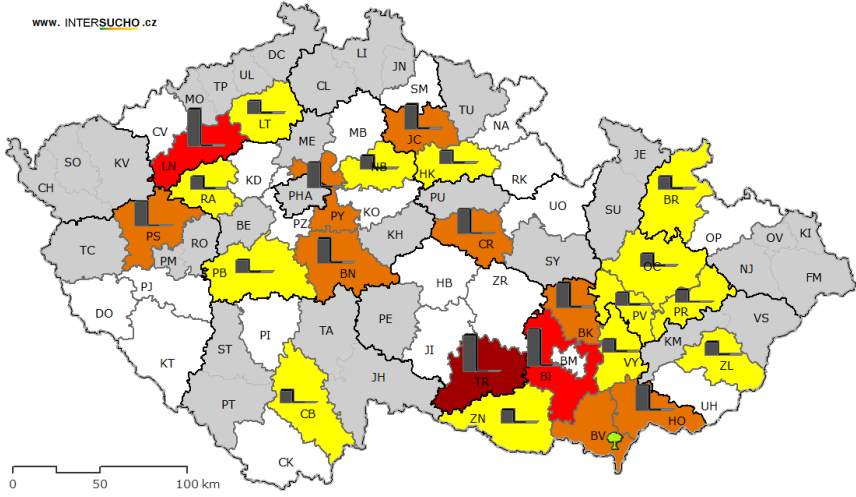 www. INTERSUCHO .cz
DC
LI
JN
UL
TP
CL
MO
SM
TU
CV
LT
NA
ME
MB
JC
JE
SO
KV
LN
CH
RA
KD
NB
HK
RK
BR
PHA
PU
SU
UO
PS
PY
KO
PZ
BE
KH
CR
OP
OV
KI
TC
RO
PM
SY
OC
NJ
FM
PB
BN
HB
ZR
PJ
DO
PI
TA
PE
BK
PV
PR
VS
KT
ST
JI
BM
VY
KM
ZL
BI
TR
JH
PT
CB
ZN
UH
HO
BV
CK
0 50 100 km